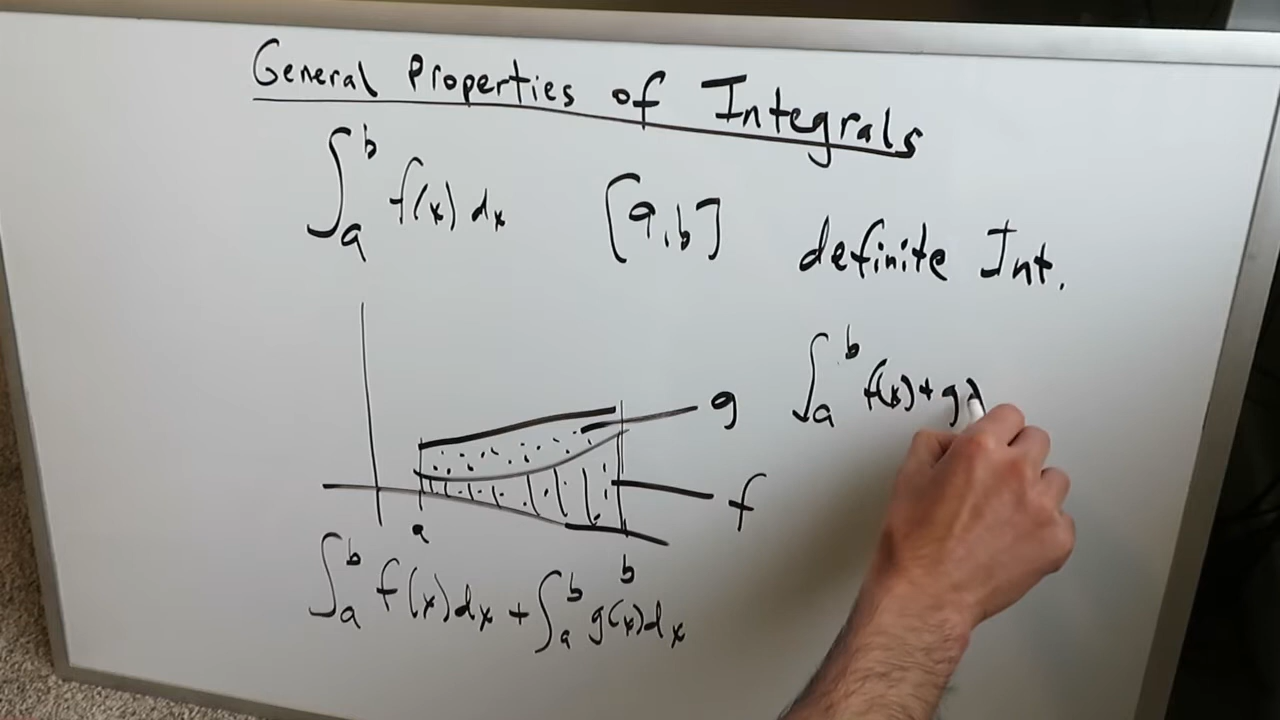 General Properties of Integrals
∫_a^b f(x) dx [a,b] definite Int.
∫_a^b f(x)+g
g
f
a
b
∫_a^b f(x)dx + ∫_a^b g(x)dx